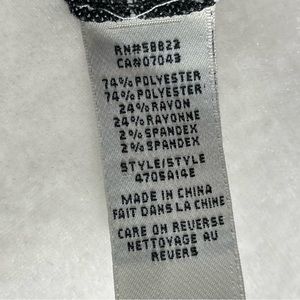 RN#58822
CA#07043
74% POLYESTER
74% POLYESTER
24% RAYON
24% RAYONNE
2% SPANDEX
2% SPANDEX
STYLE/STYLE
4705A14E
MADE IN CHINA
FAIT DANS LA CHINE
CARE ON REVERSE
NETTOYAGE AU
REVERS